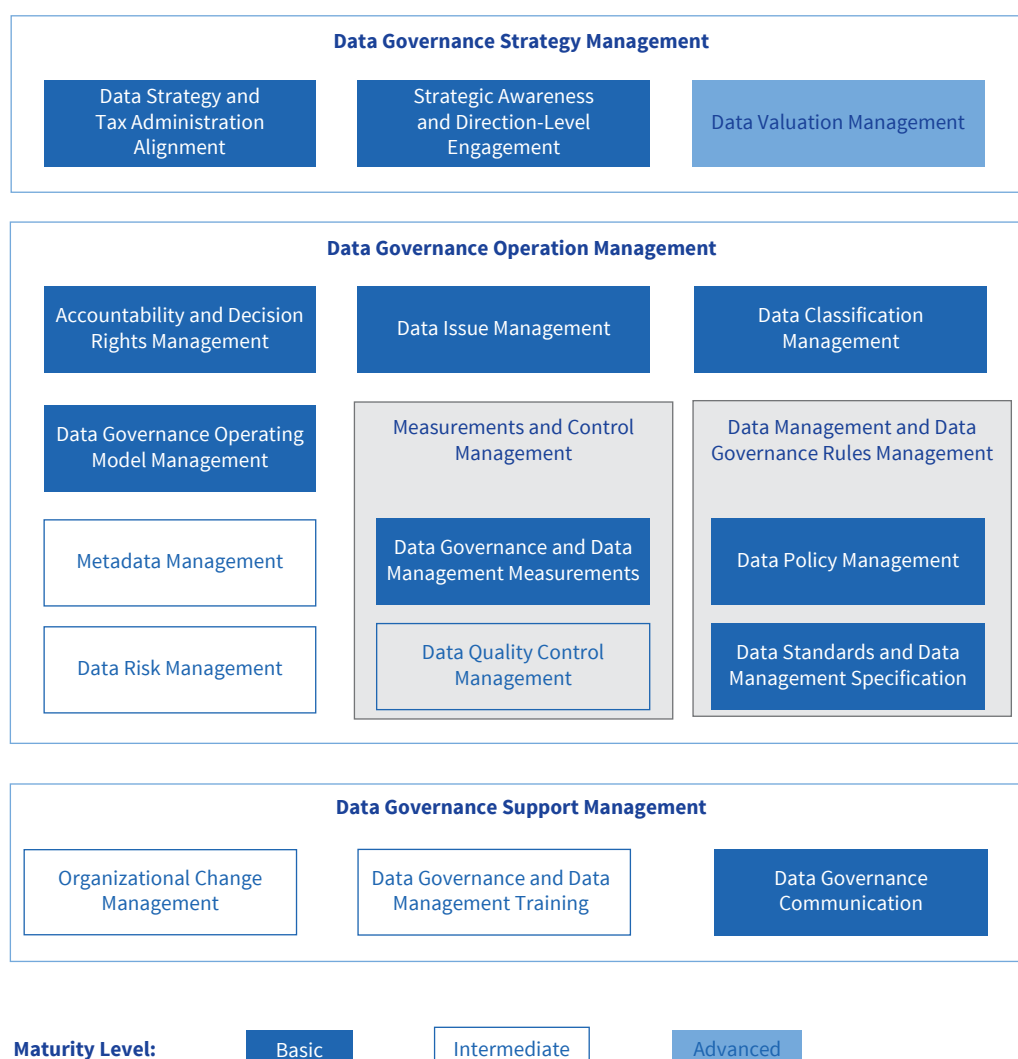 Data Governance Strategy Management
Data Strategy and
Tax Administration
Alignment
Strategic Awareness
and Direction-Level
Engagement
Data Valuation Management
Data Governance Operation Management
Accountability and Decision
Rights Management
Data Issue Management
Data Classification
Management
Data Governance Operating
Model Management
Measurements and Control
Management
Data Management and Data
Governance Rules Management
Metadata Management
Data Governance and Data
Management Measurements
Data Policy Management
Data Risk Management
Data Quality Control
Management
Data Standards and Data
Management Specification
Data Governance Support Management
Organizational Change
Management
Data Governance and Data
Management Training
Data Governance
Communication
Maturity Level:
Basic
Intermediate
Advanced